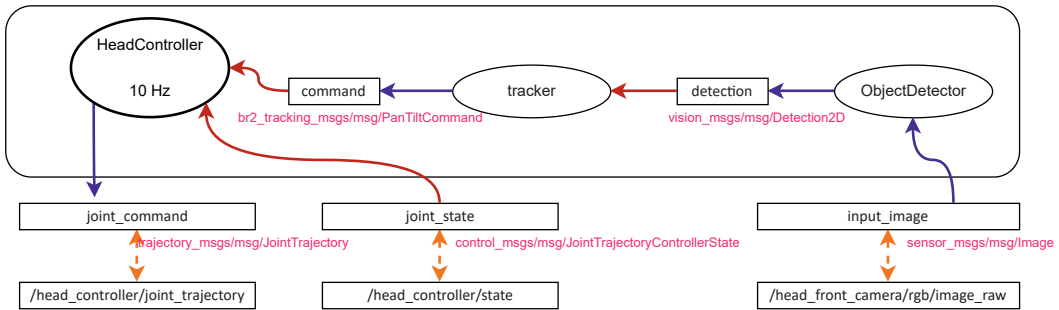 HeadController
10 Hz
command
tracker
detection
ObjectDetector
br2_tracking_msgs/msg/PanTiltCommand
vision_msgs/msg/Detection2D
joint_command
joint_state
input_image
trajectory_msgs/msg/JointTrajectory
control_msgs/msg/JointTrajectoryControllerState
sensor_msgs/msg/Image
/head_controller/joint_trajectory
/head_controller/state
/head_front_camera/rgb/image_raw